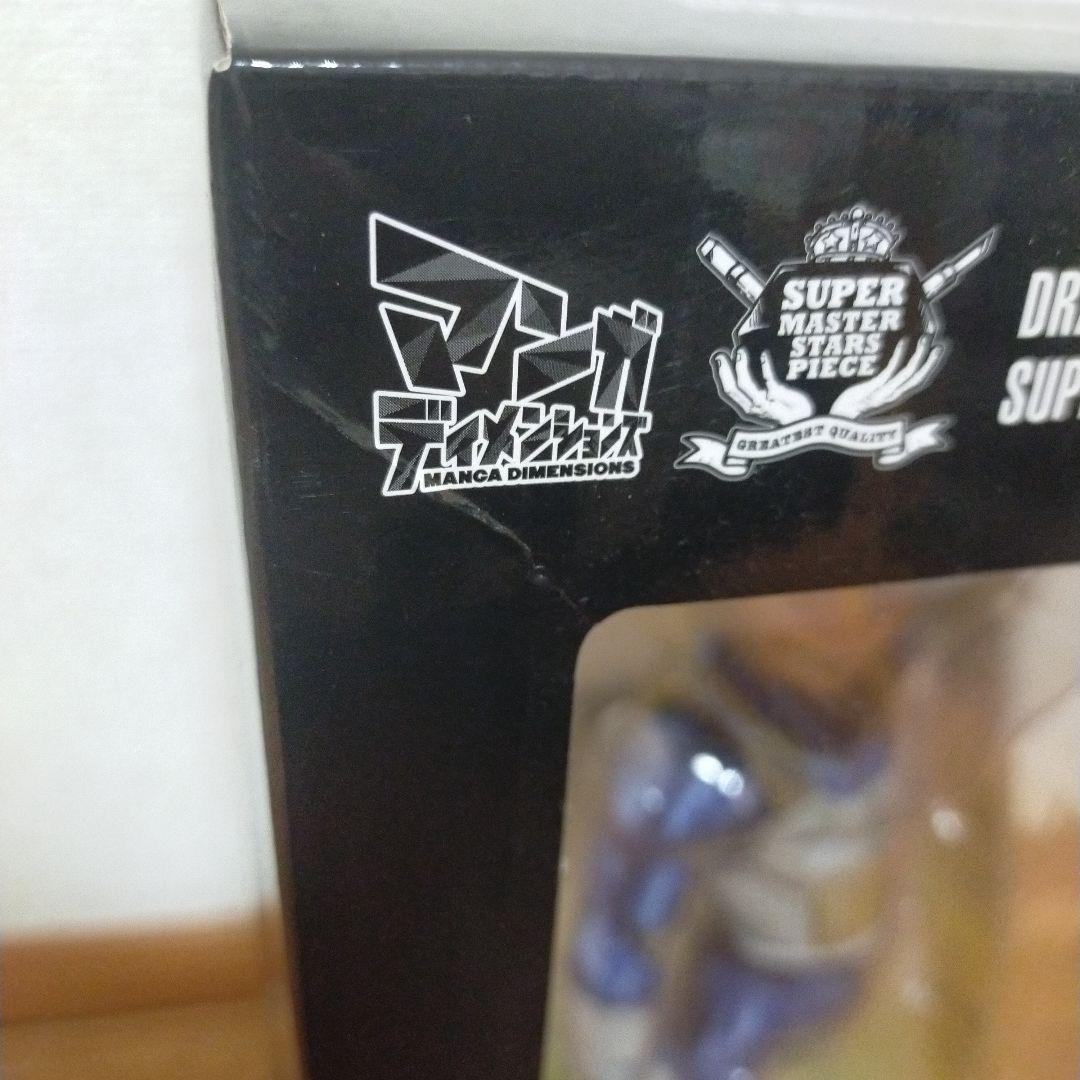 マンガ
ディメンションズ
MANGA DIMENSIONS
SUPER
MASTER
STARS
PIECE
GREATEST QUALITY